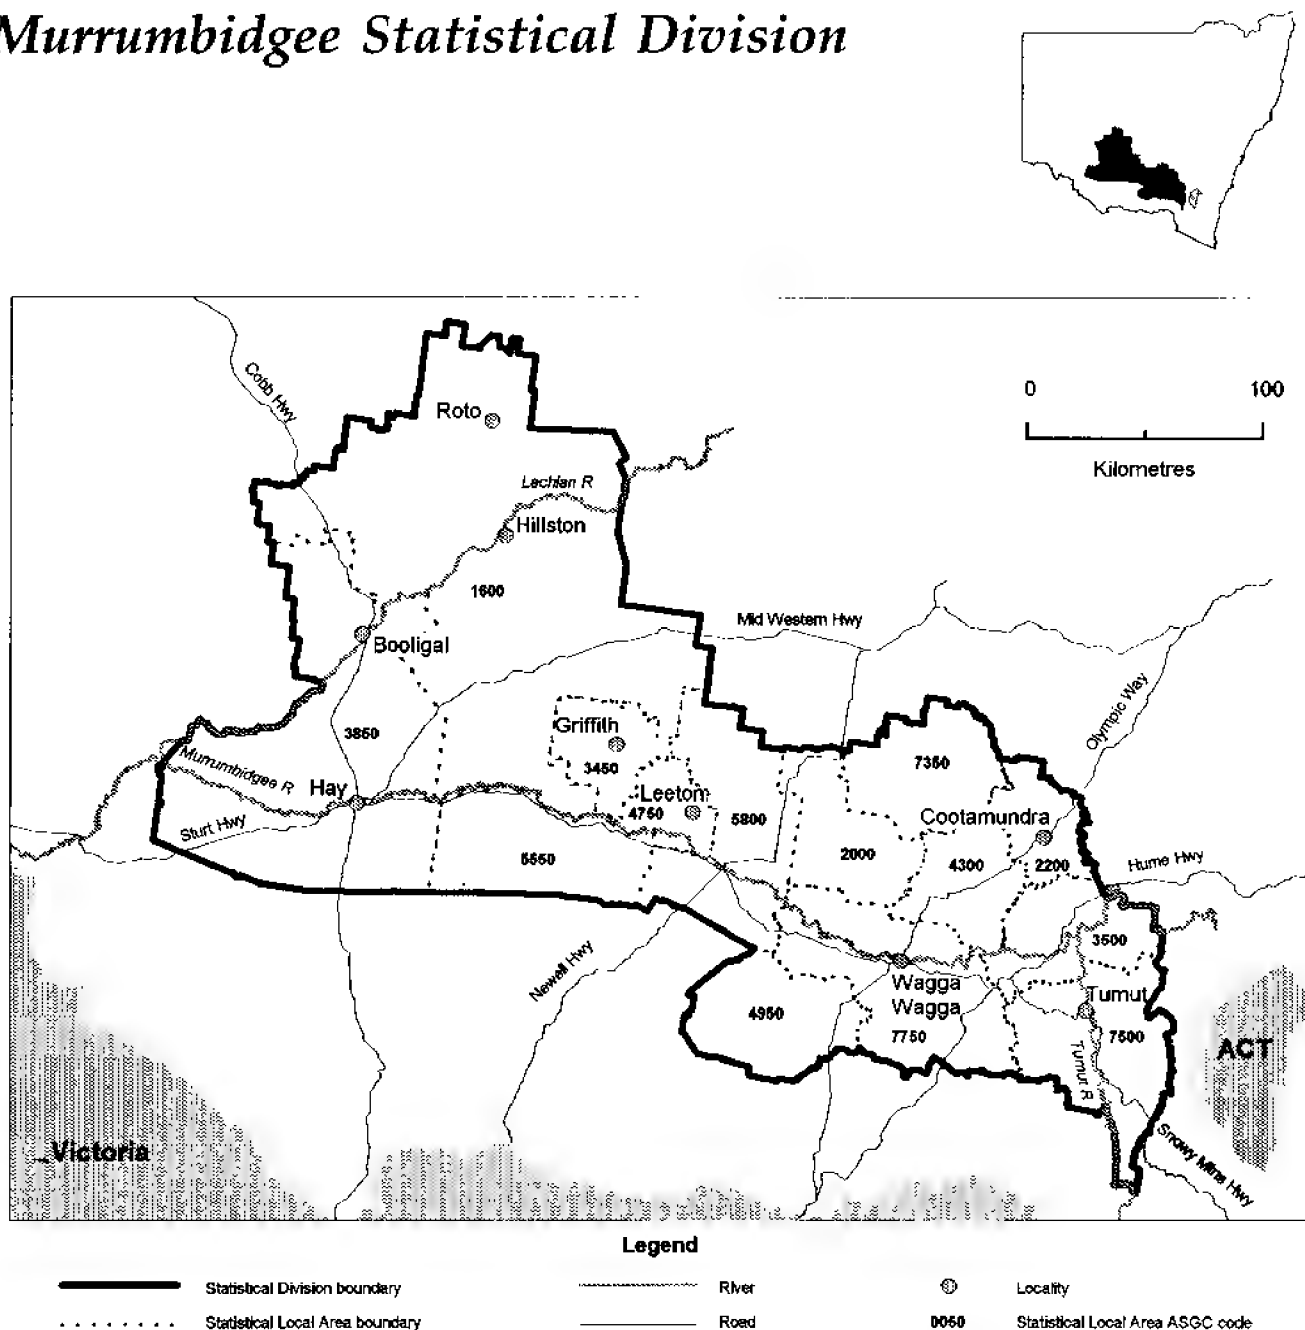 Murrumbidgee Statistical Division
0 100
Kilometres
Cobb Hwy
Roto
Lachlan R
Hillston
1600
Mid Western Hwy
Booligal
Olympic Way
Griffith
3850
3450
7350
Murrumbidgee R
Hay
Leeton
4750
5800
Cootamundra
Sturt Hwy
5550
2000
4300
2200
Hume Hwy
3500
Newell Hwy
Wagga
Wagga
Tumut
4950
7750
7500
ACT
Tumut R
Victoria
Snowy Mtns Hwy
Legend
Statistical Division boundary
River
Locality
Statistical Local Area boundary
Road
0050 Statistical Local Area ASGC code